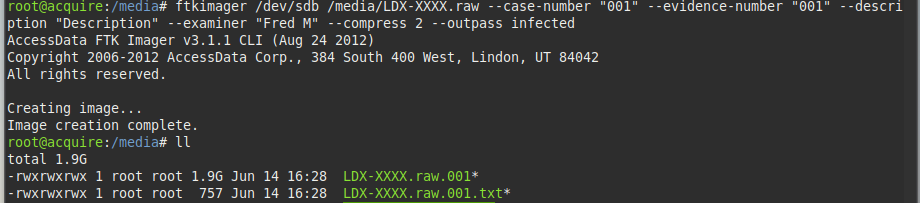 root@acquire:/media# ftkimager /dev/sdb /media/LDX-XXXX.raw --case-number "001" --evidence-number "001" --descri
ption "Description" --examiner "Fred M" --compress 2 --outpass infected
AccessData FTK Imager v3.1.1 CLI (Aug 24 2012)
Copyright 2006-2012 AccessData Corp., 384 South 400 West, Lindon, UT 84042
All rights reserved.
Creating image...
Image creation complete.
root@acquire:/media# ll
total 1.9G
-rwxrwxrwx 1 root root 1.9G Jun 14 16:28  LDX-XXXX.raw.001*
-rwxrwxrwx 1 root root  757 Jun 14 16:28  LDX-XXXX.raw.001.txt*